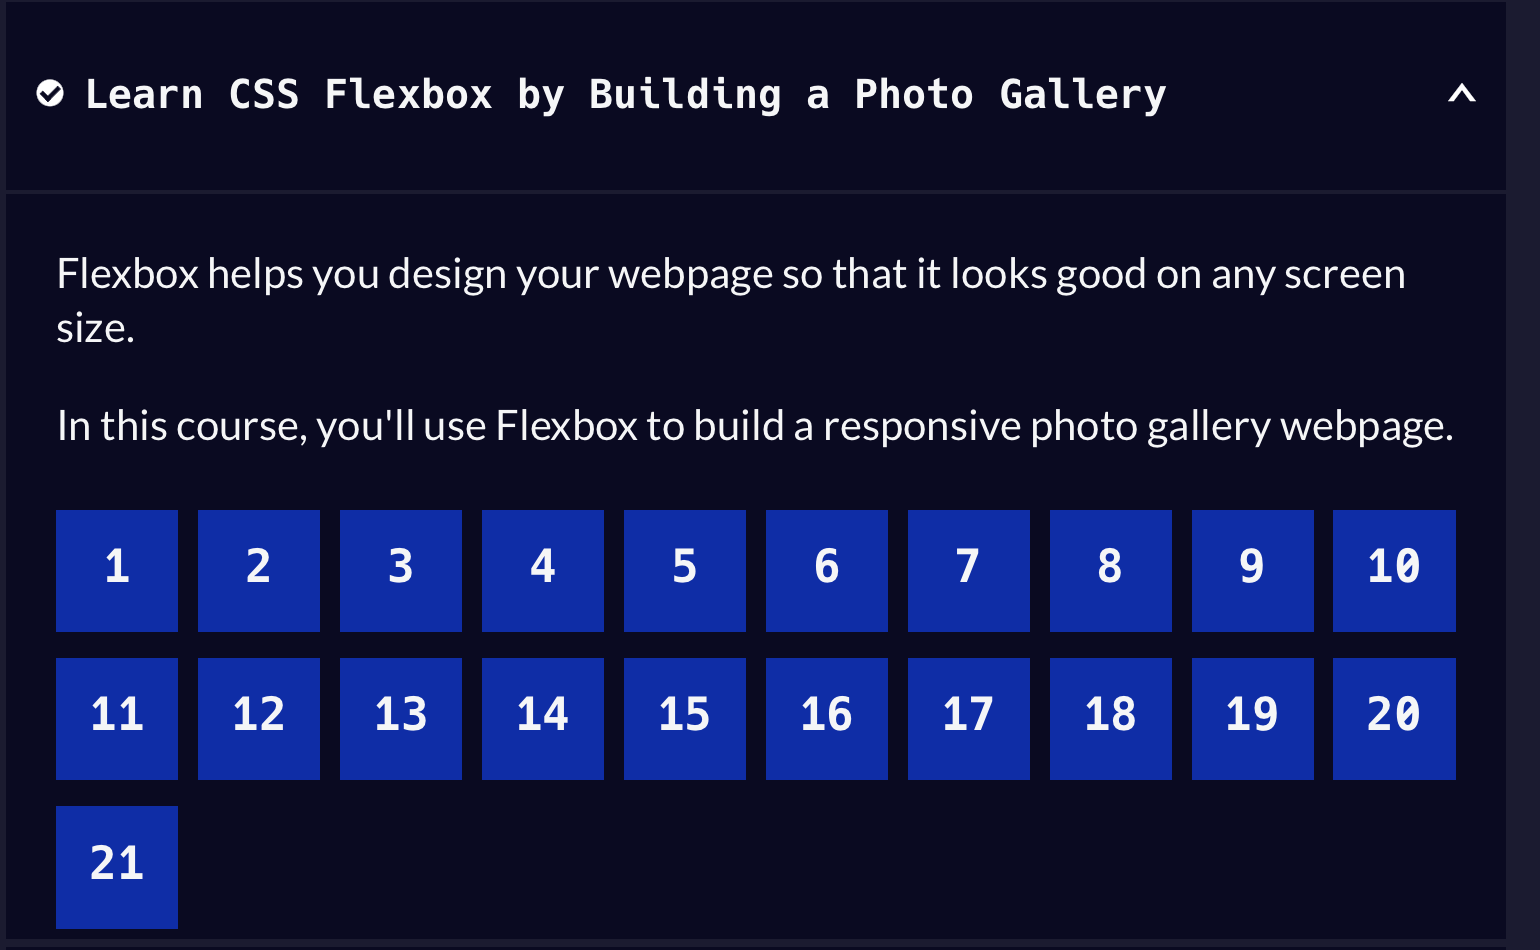 Learn CSS Flexbox by Building a Photo Gallery
Flexbox helps you design your webpage so that it looks good on any screen
size.
In this course, you'll use Flexbox to build a responsive photo gallery webpage.
1 2 3 4 5 6 7 8 9 10
11 12 13 14 15 16 17 18 19 20
21